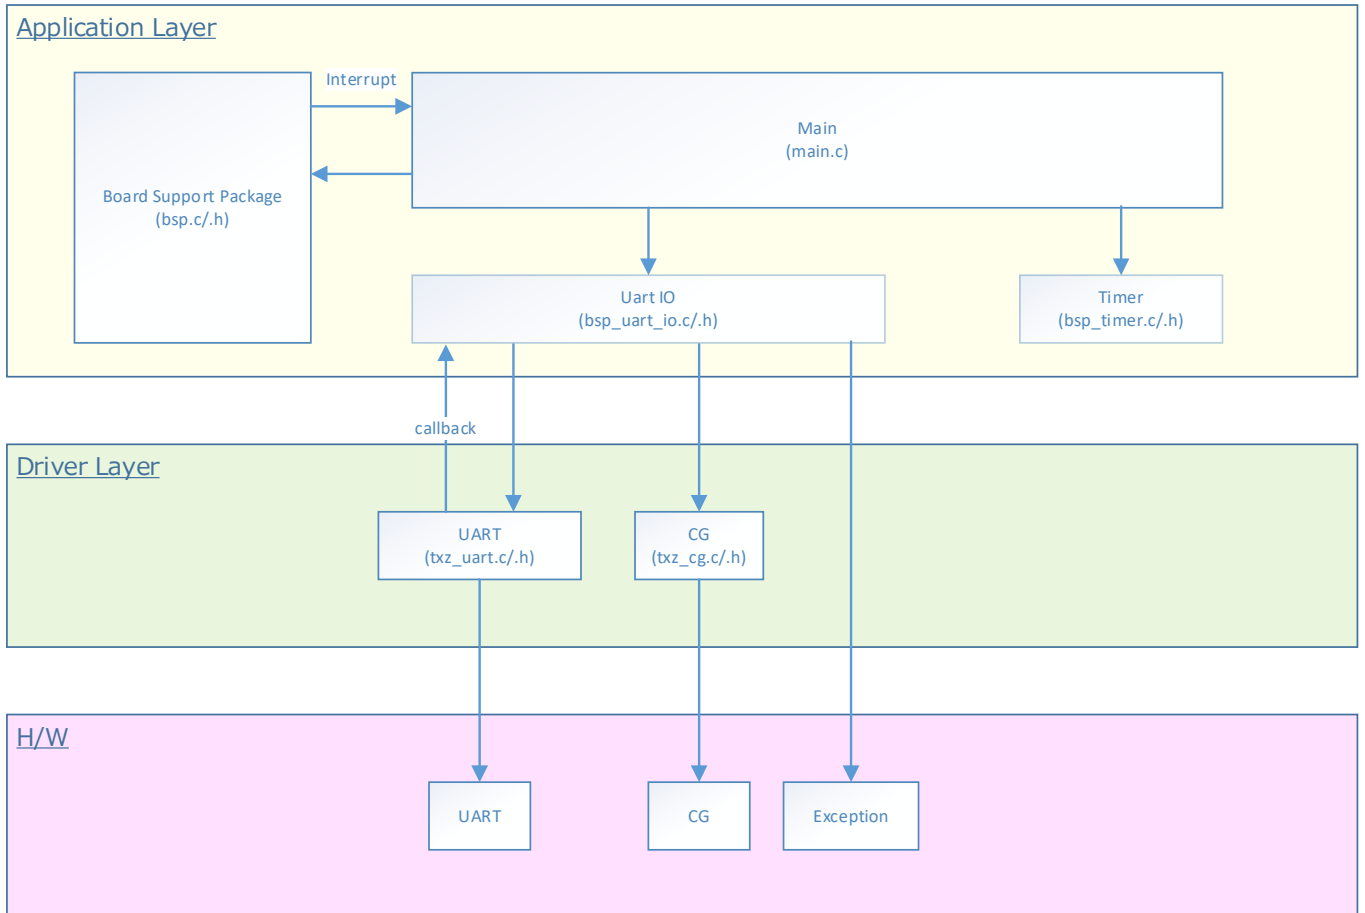 Application Layer
Interrupt
Main
(main.c)
Board Support Package
(bsp.c/.h)
Uart IO
(bsp_uart_io.c/.h)
Timer
(bsp_timer.c/.h)
callback
Driver Layer
UART
(txz_uart.c/.h)
CG
(txz_cg.c/.h)
H/W
UART
CG
Exception